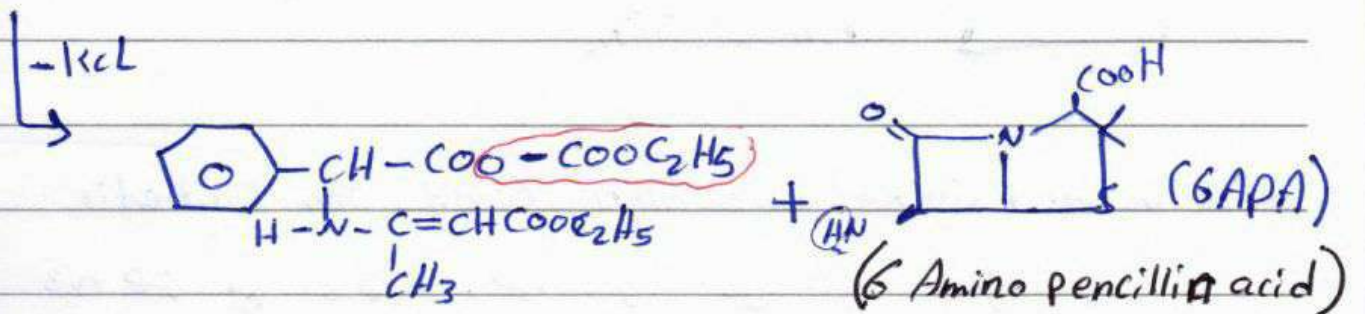 -KCL
COOH
O
CH-COO-COOC2H5 + HN N S (6APA)
H-N-C=CHCOOC2H5
CH3
(6 Amino pencillin acid)